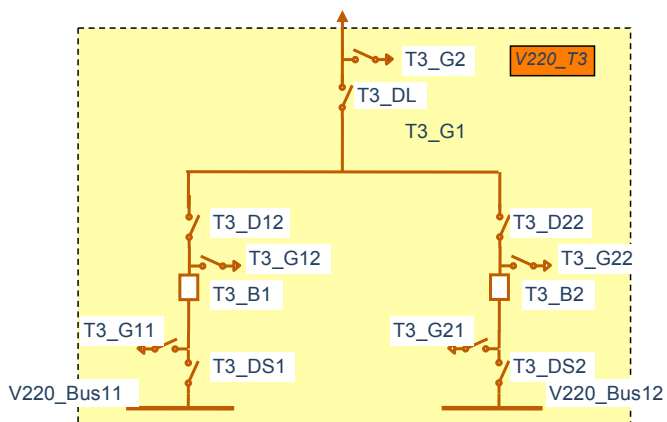 T3_G2
V220_T3
T3_DL
T3_G1
T3_D12
T3_D22
T3_G12
T3_G22
T3_B1
T3_B2
T3_G11
T3_G21
T3_DS1
T3_DS2
V220_Bus11
V220_Bus12